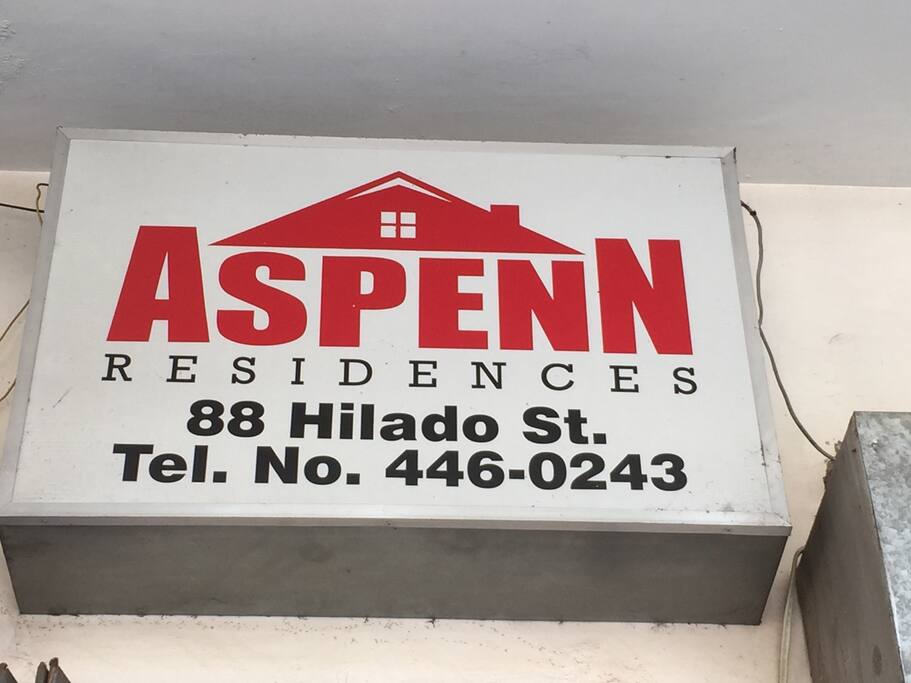 ASPENN
RESIDENCES
88 Hilado St.
Tel. No. 446-0243